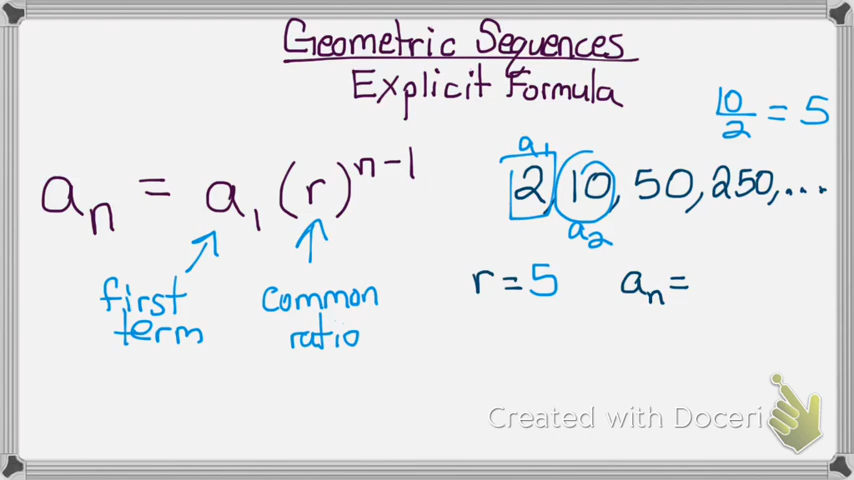 Geometric Sequences
Explicit Formula
10/2 = 5
aₙ = a₁ (r)ⁿ⁻¹
a₁
2, 10, 50, 250, ...
a₂
first term
common ratio
r = 5
aₙ =
Created with Doceri